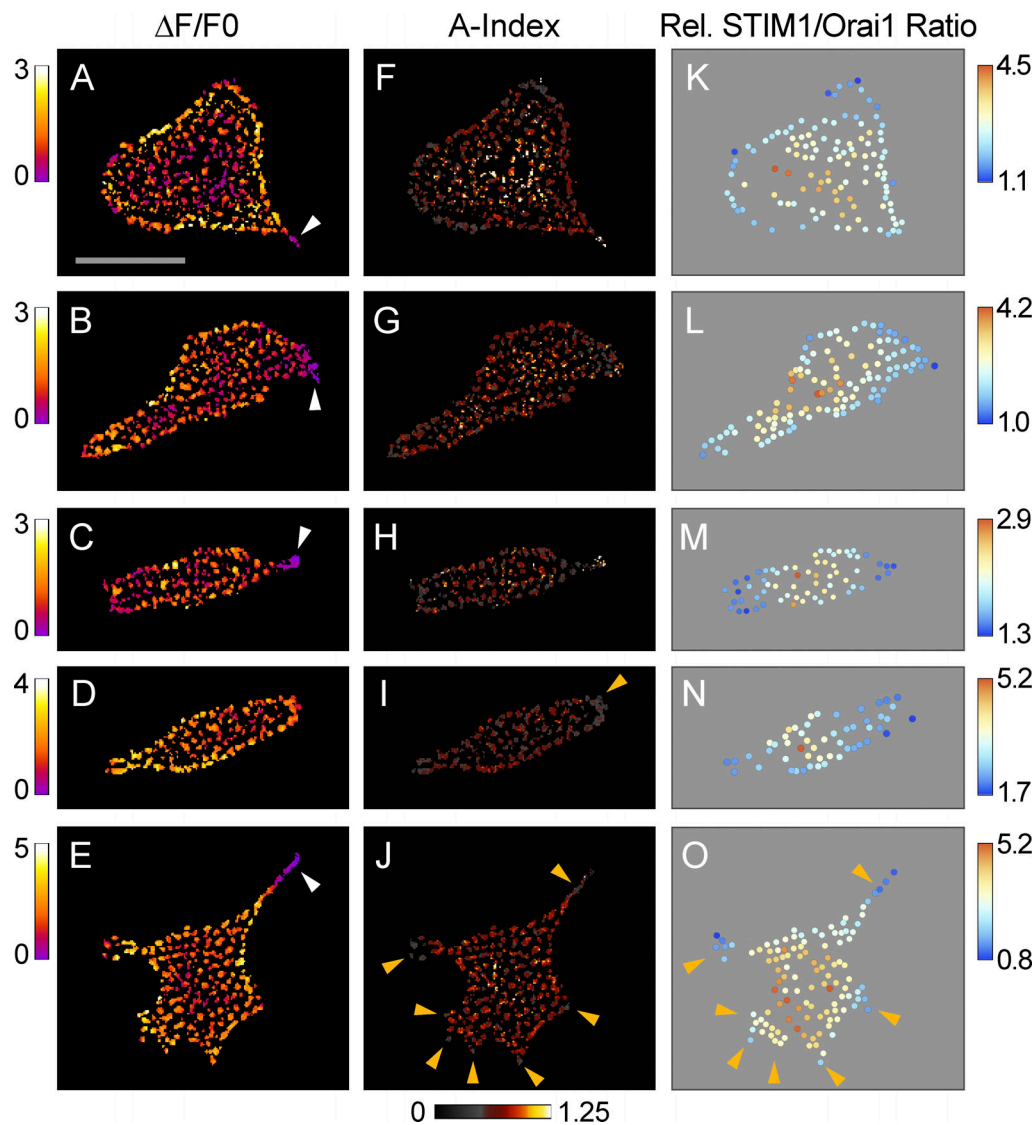 ΔF/F0 A-Index Rel. STIM1/Orai1 Ratio
3 A F K 4.5
0 1.1
3 B G L 4.2
0 1.0
3 C H M 2.9
0 1.3
4 D I N 5.2
0 1.7
5 E J O 5.2
0 0.8
0 1.25